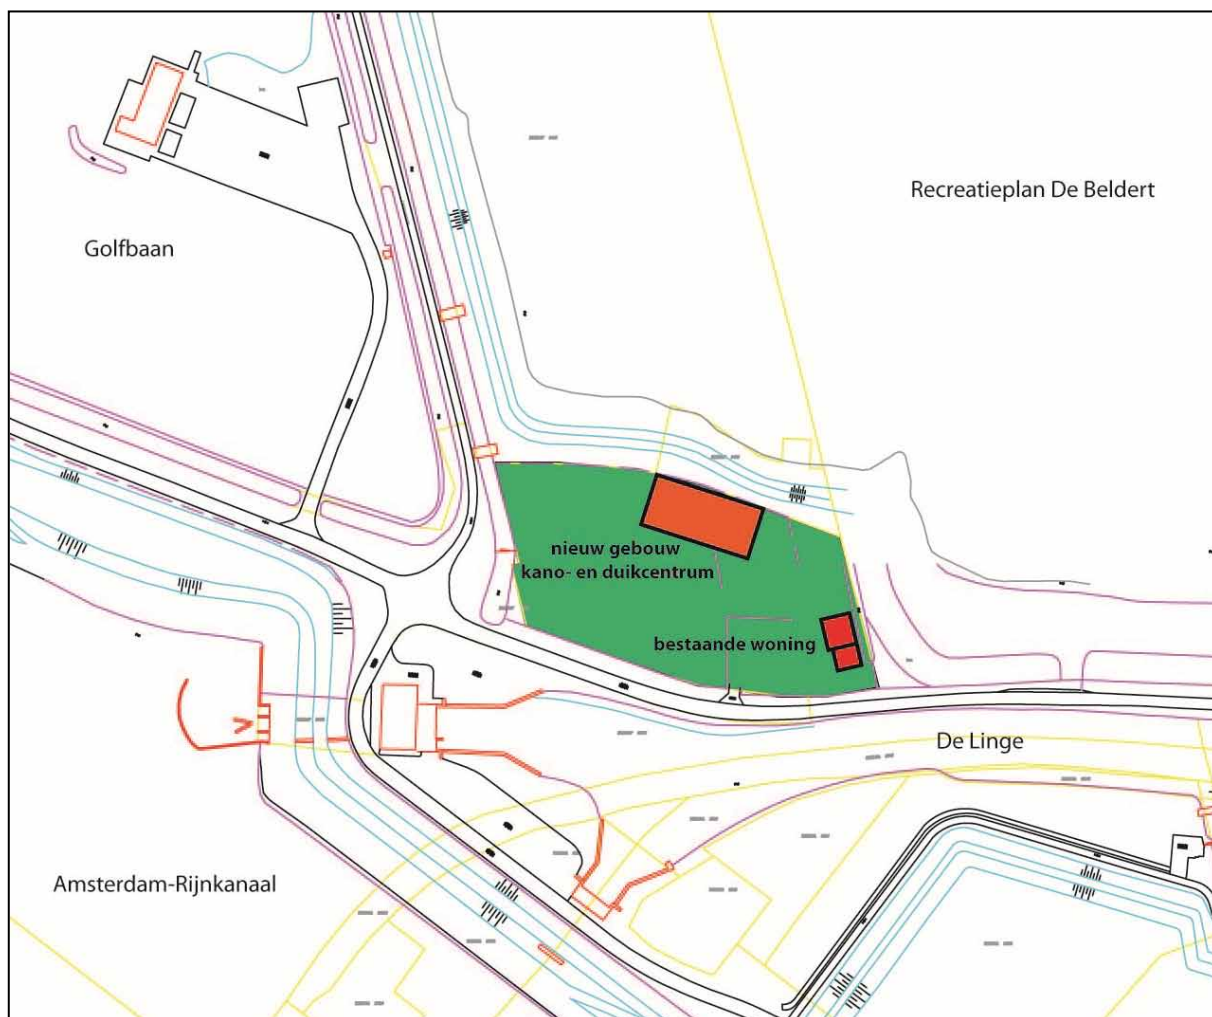 Recreatieplan De Beldert
Golfbaan
nieuw gebouw
kano- en duikcentrum
bestaande woning
De Linge
Amsterdam-Rijnkanaal